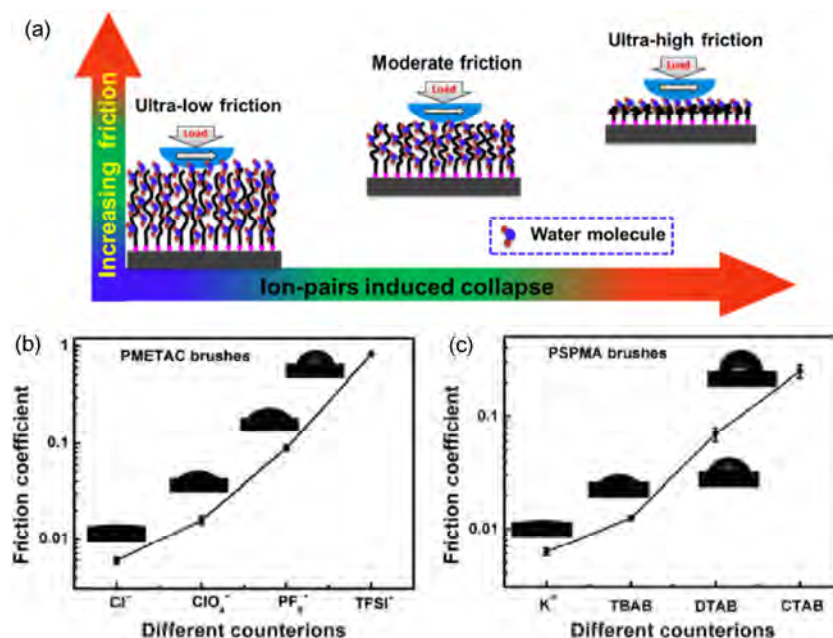 (a)
Increasing friction
Ultra-low friction
Load
Moderate friction
Load
Ultra-high friction
Load
Water molecule
Ion-pairs induced collapse
(b)
PMETAC brushes
Friction coefficient
1
0.1
0.01
Cl⁻ ClO₄⁻ PF₆⁻ TFSI⁻
Different counterions
(c)
PSPMA brushes
Friction coefficient
0.1
0.01
K⁺ TBAB DTAB CTAB
Different counterions